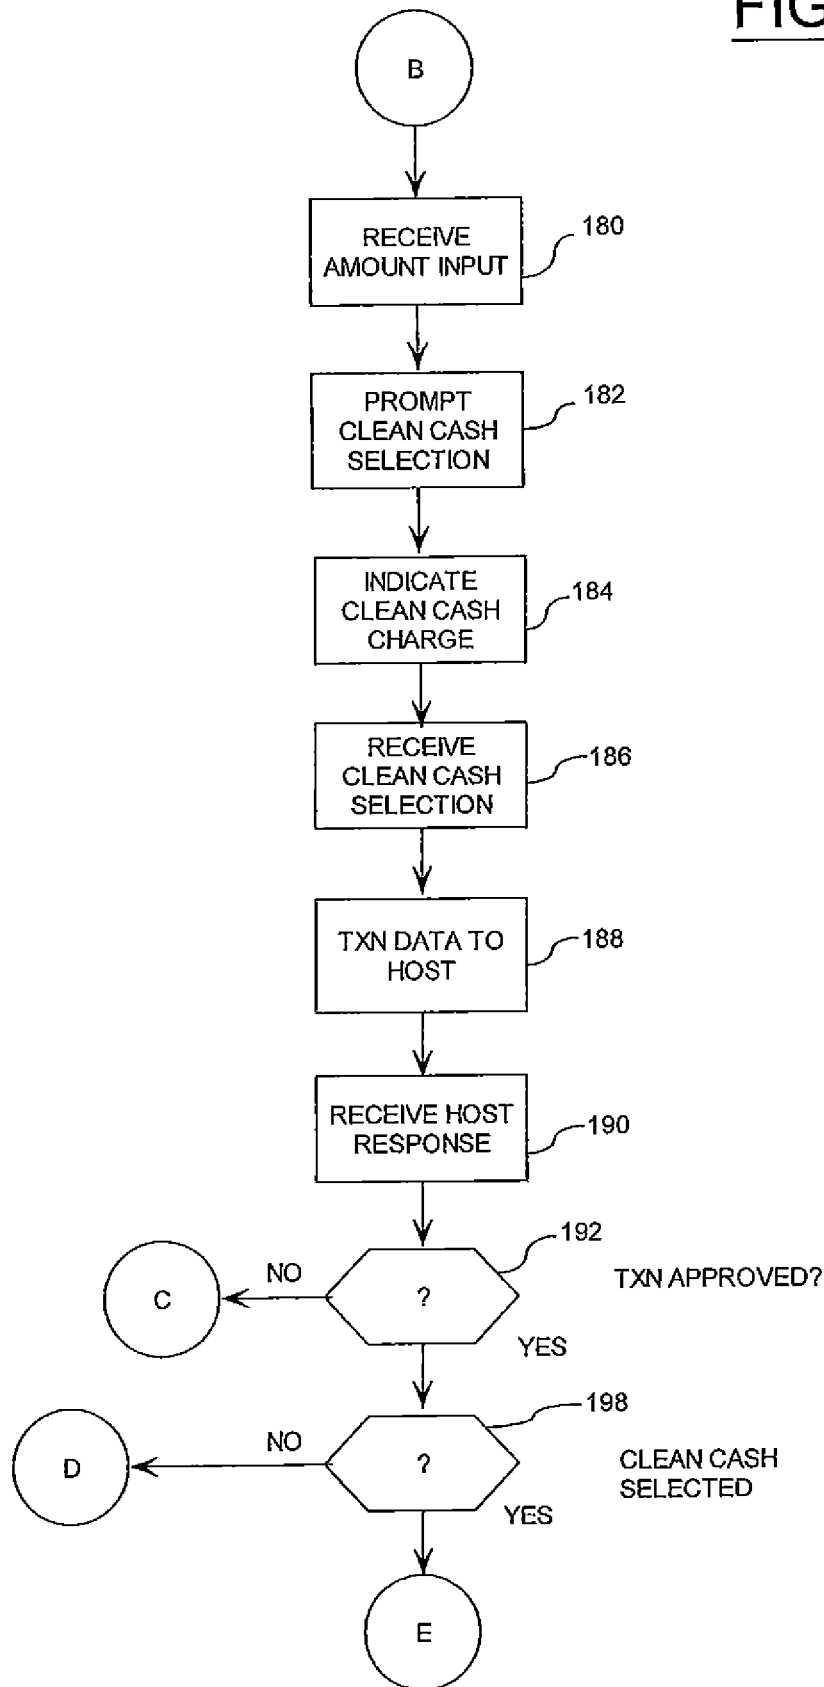 FIG
B
RECEIVE
AMOUNT INPUT
180
PROMPT
CLEAN CASH
SELECTION
182
INDICATE
CLEAN CASH
CHARGE
184
RECEIVE
CLEAN CASH
SELECTION
186
TXN DATA TO
HOST
188
RECEIVE HOST
RESPONSE
190
192
C
NO
?
TXN APPROVED?
YES
198
D
NO
?
CLEAN CASH
SELECTED
YES
E